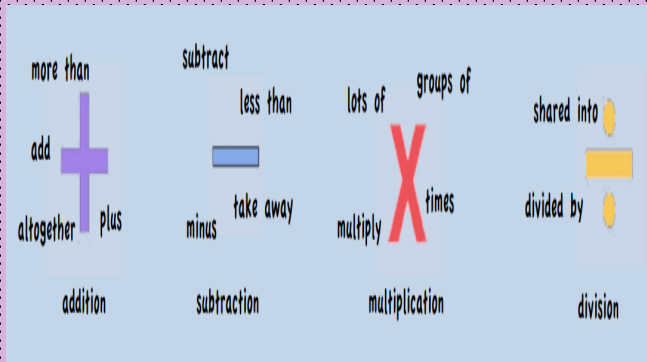 more than
add
altogether
plus
addition
subtract
less than
take away
minus
subtraction
lots of
groups of
times
multiply
multiplication
shared into
divided by
division